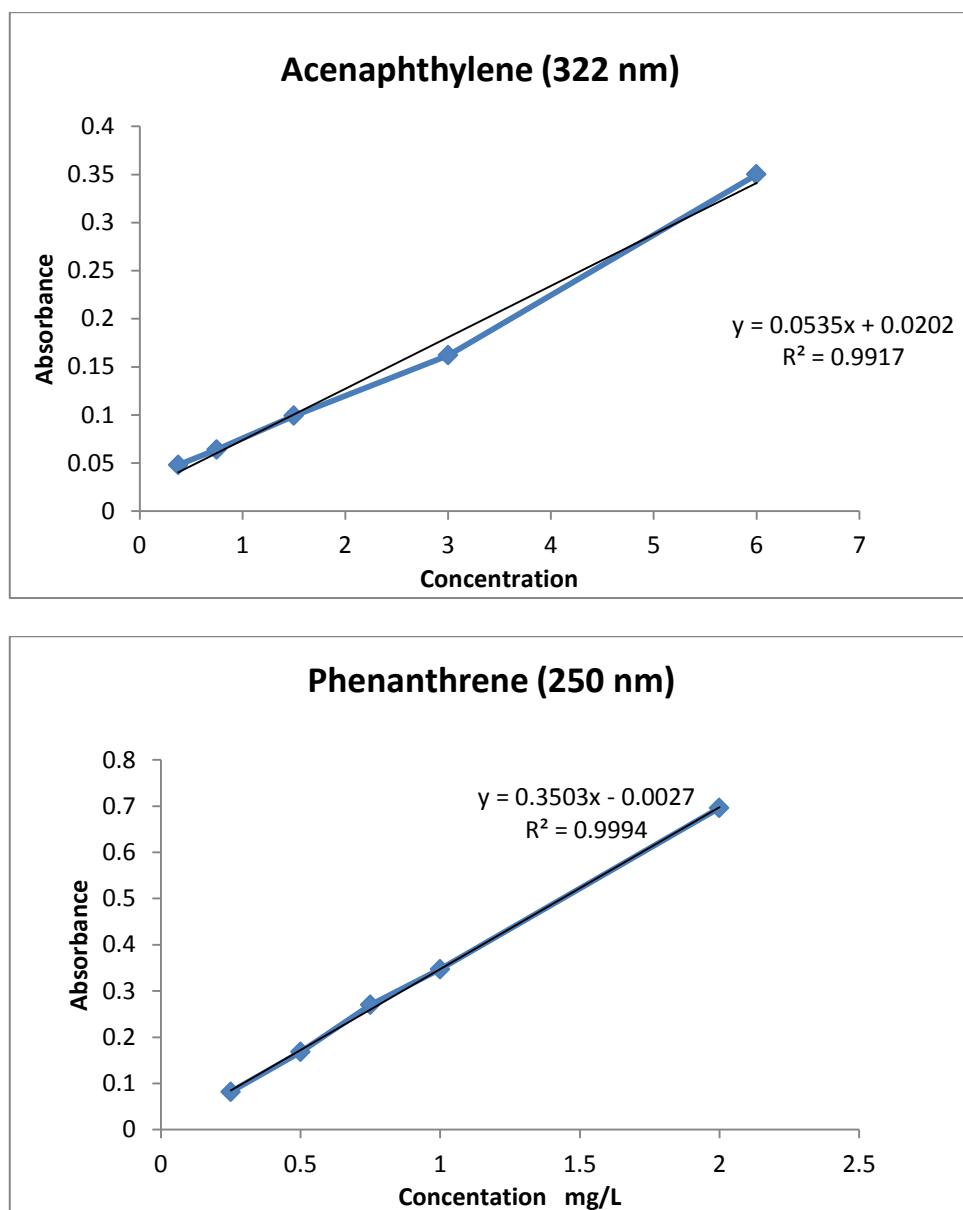 Acenaphthylene (322 nm)
0.4
0.35
0.3
0.25
0.2
0.15
0.1
0.05
0
Absorbance
y = 0.0535x + 0.0202
R² = 0.9917
0 1 2 3 4 5 6 7
Concentration
Phenanthrene (250 nm)
0.8
0.7
0.6
0.5
0.4
0.3
0.2
0.1
0
Absorbance
y = 0.3503x - 0.0027
R² = 0.9994
0 0.5 1 1.5 2 2.5
Concentation mg/L